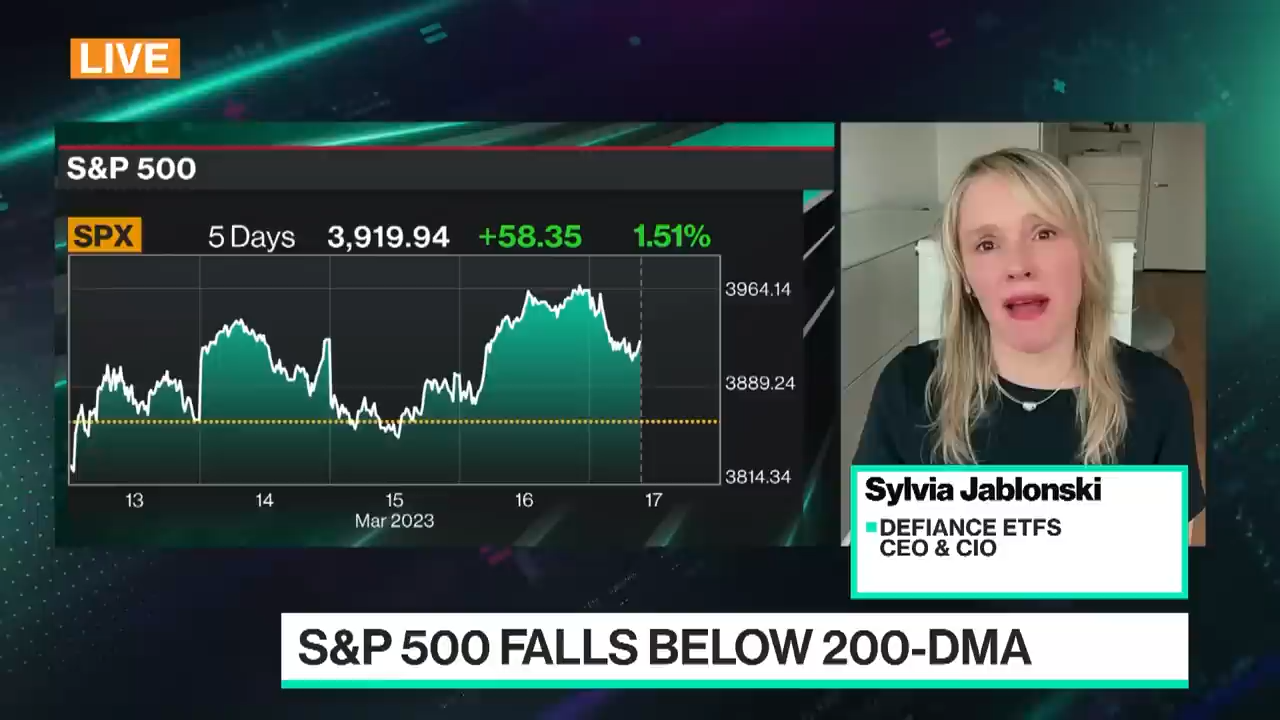 LIVE
S&P 500
SPX 5 Days 3,919.94 +58.35 1.51%
3964.14
3889.24
3814.34
13 14 15 16 17
Mar 2023
Sylvia Jablonski
DEFIANCE ETFS
CEO & CIO
S&P 500 FALLS BELOW 200-DMA